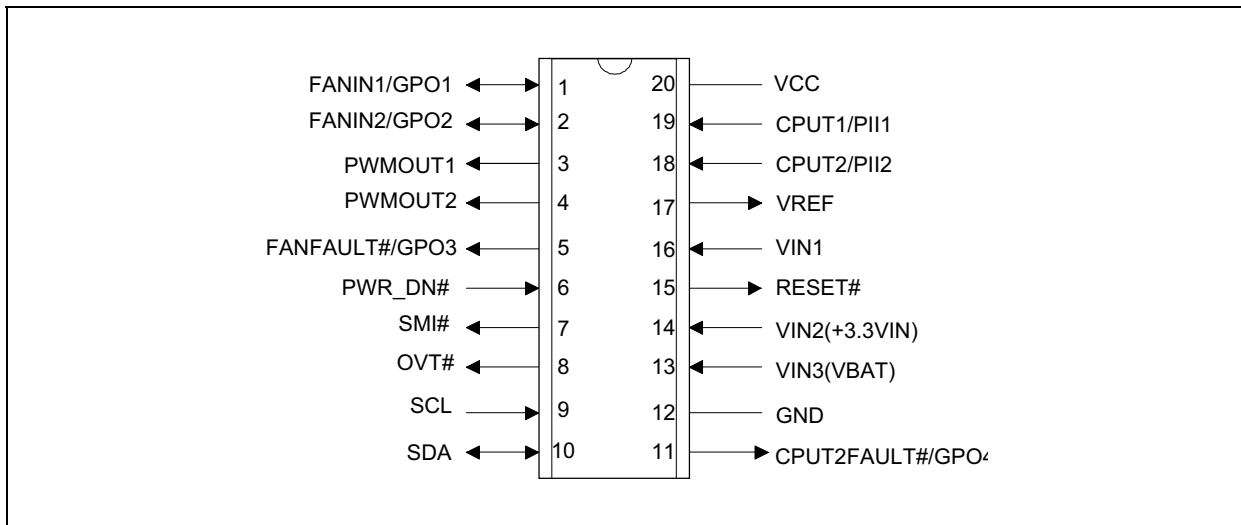 FANIN1/GPO1 1 20 VCC
FANIN2/GPO2 2 19 CPUT1/PII1
PWMOUT1 3 18 CPUT2/PII2
PWMOUT2 4 17 VREF
FANFAULT#/GPO3 5 16 VIN1
PWR_DN# 6 15 RESET#
SMI# 7 14 VIN2(+3.3VIN)
OVT# 8 13 VIN3(VBAT)
SCL 9 12 GND
SDA 10 11 CPUT2FAULT#/GPO4